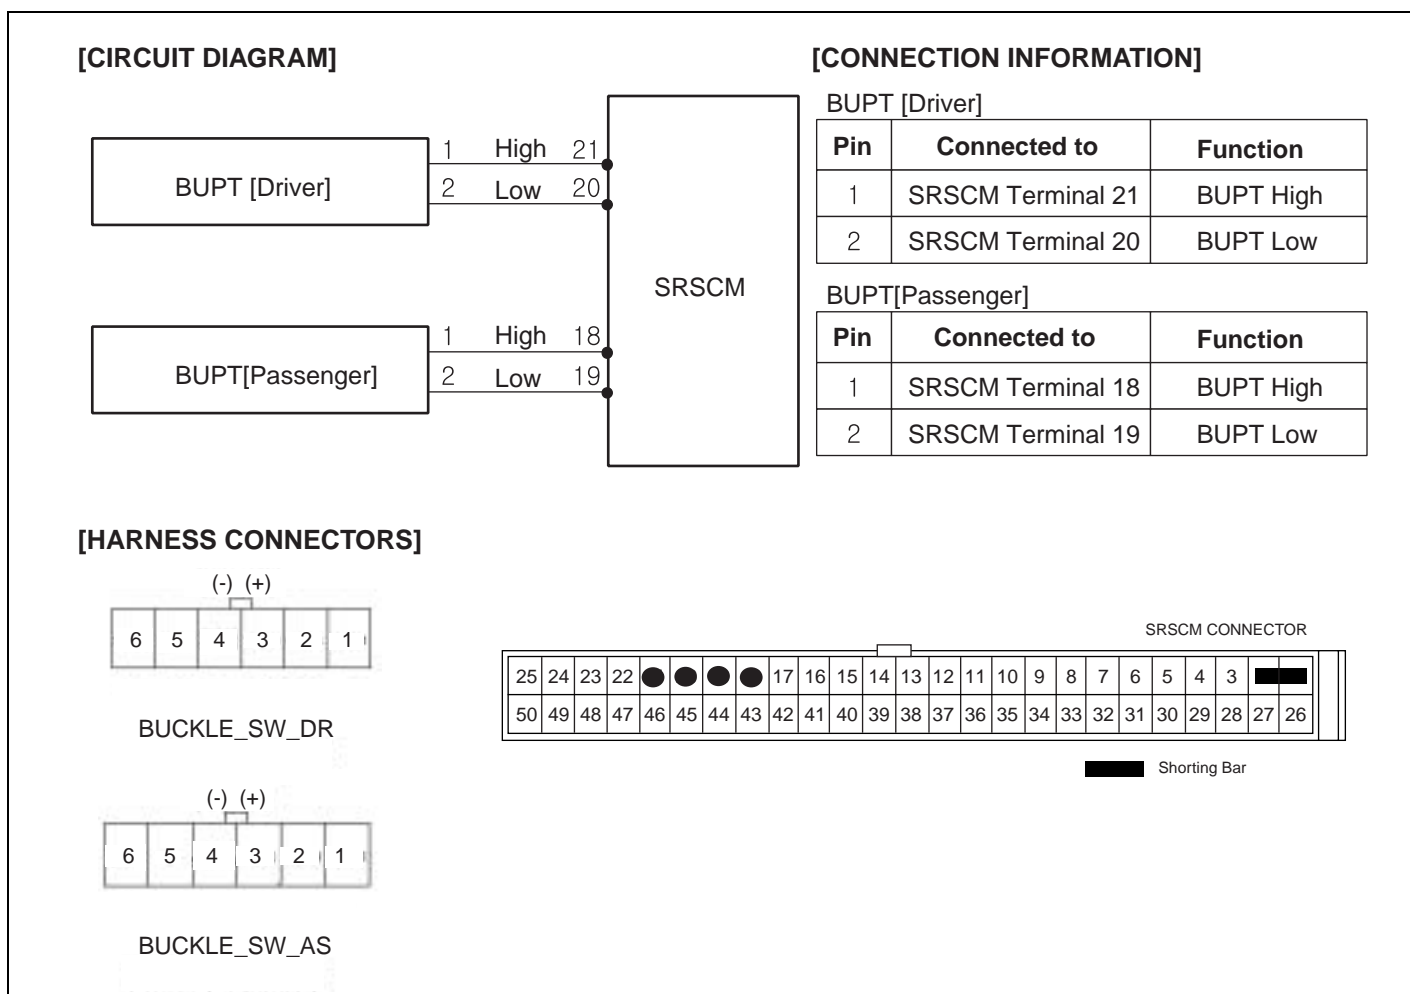 [CIRCUIT DIAGRAM]
BUPT [Driver]
1 High 21
2 Low 20
BUPT[Passenger]
1 High 18
2 Low 19
SRSCM
[CONNECTION INFORMATION]
BUPT [Driver]
Pin Connected to Function
1 SRSCM Terminal 21 BUPT High
2 SRSCM Terminal 20 BUPT Low
BUPT[Passenger]
Pin Connected to Function
1 SRSCM Terminal 18 BUPT High
2 SRSCM Terminal 19 BUPT Low
[HARNESS CONNECTORS]
(-) (+)
6 5 4 3 2 1
BUCKLE_SW_DR
(-) (+)
6 5 4 3 2 1
BUCKLE_SW_AS
SRSCM CONNECTOR
25 24 23 22 17 16 15 14 13 12 11 10 9 8 7 6 5 4 3
50 49 48 47 46 45 44 43 42 41 40 39 38 37 36 35 34 33 32 31 30 29 28 27 26
Shorting Bar